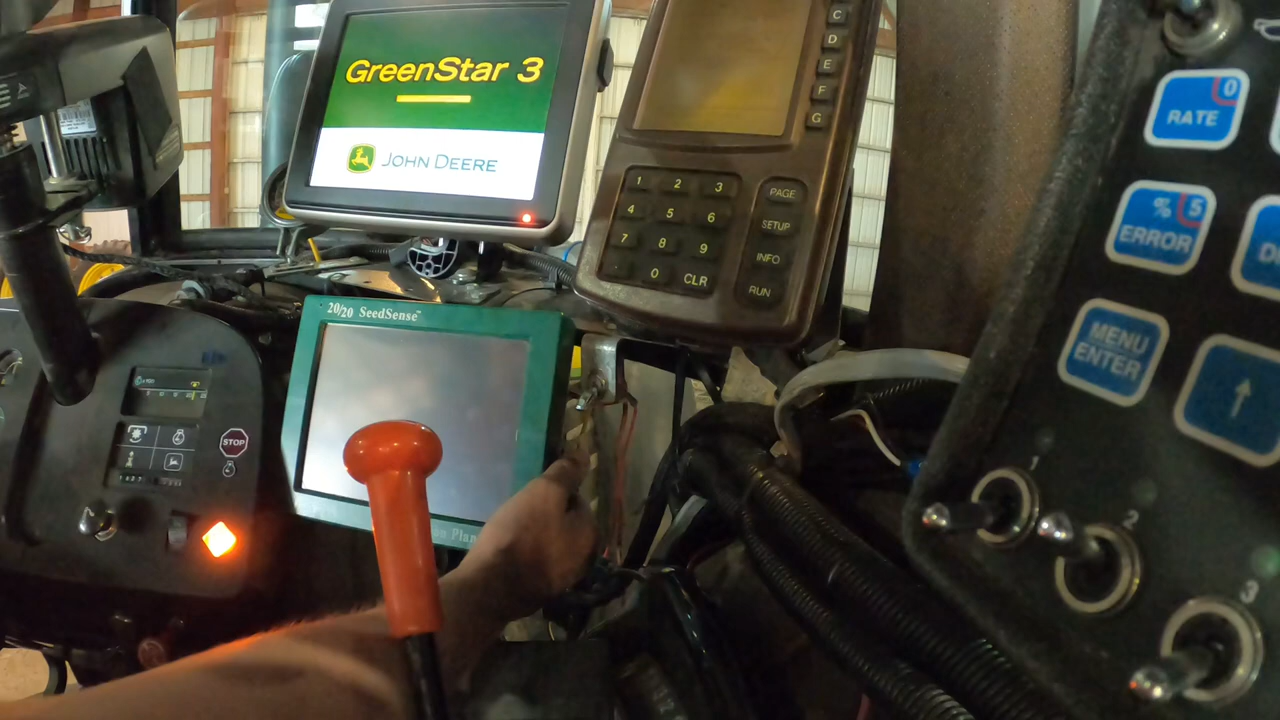 GreenStar 3
JOHN DEERE
C
D
E
F
G
1 2 3
4 5 6
7 8 9
. 0 CLR
PAGE
SETUP
INFO
RUN
20/20 SeedSense™
STOP
0
RATE
% 5
ERROR
MENU
ENTER
1
2
3